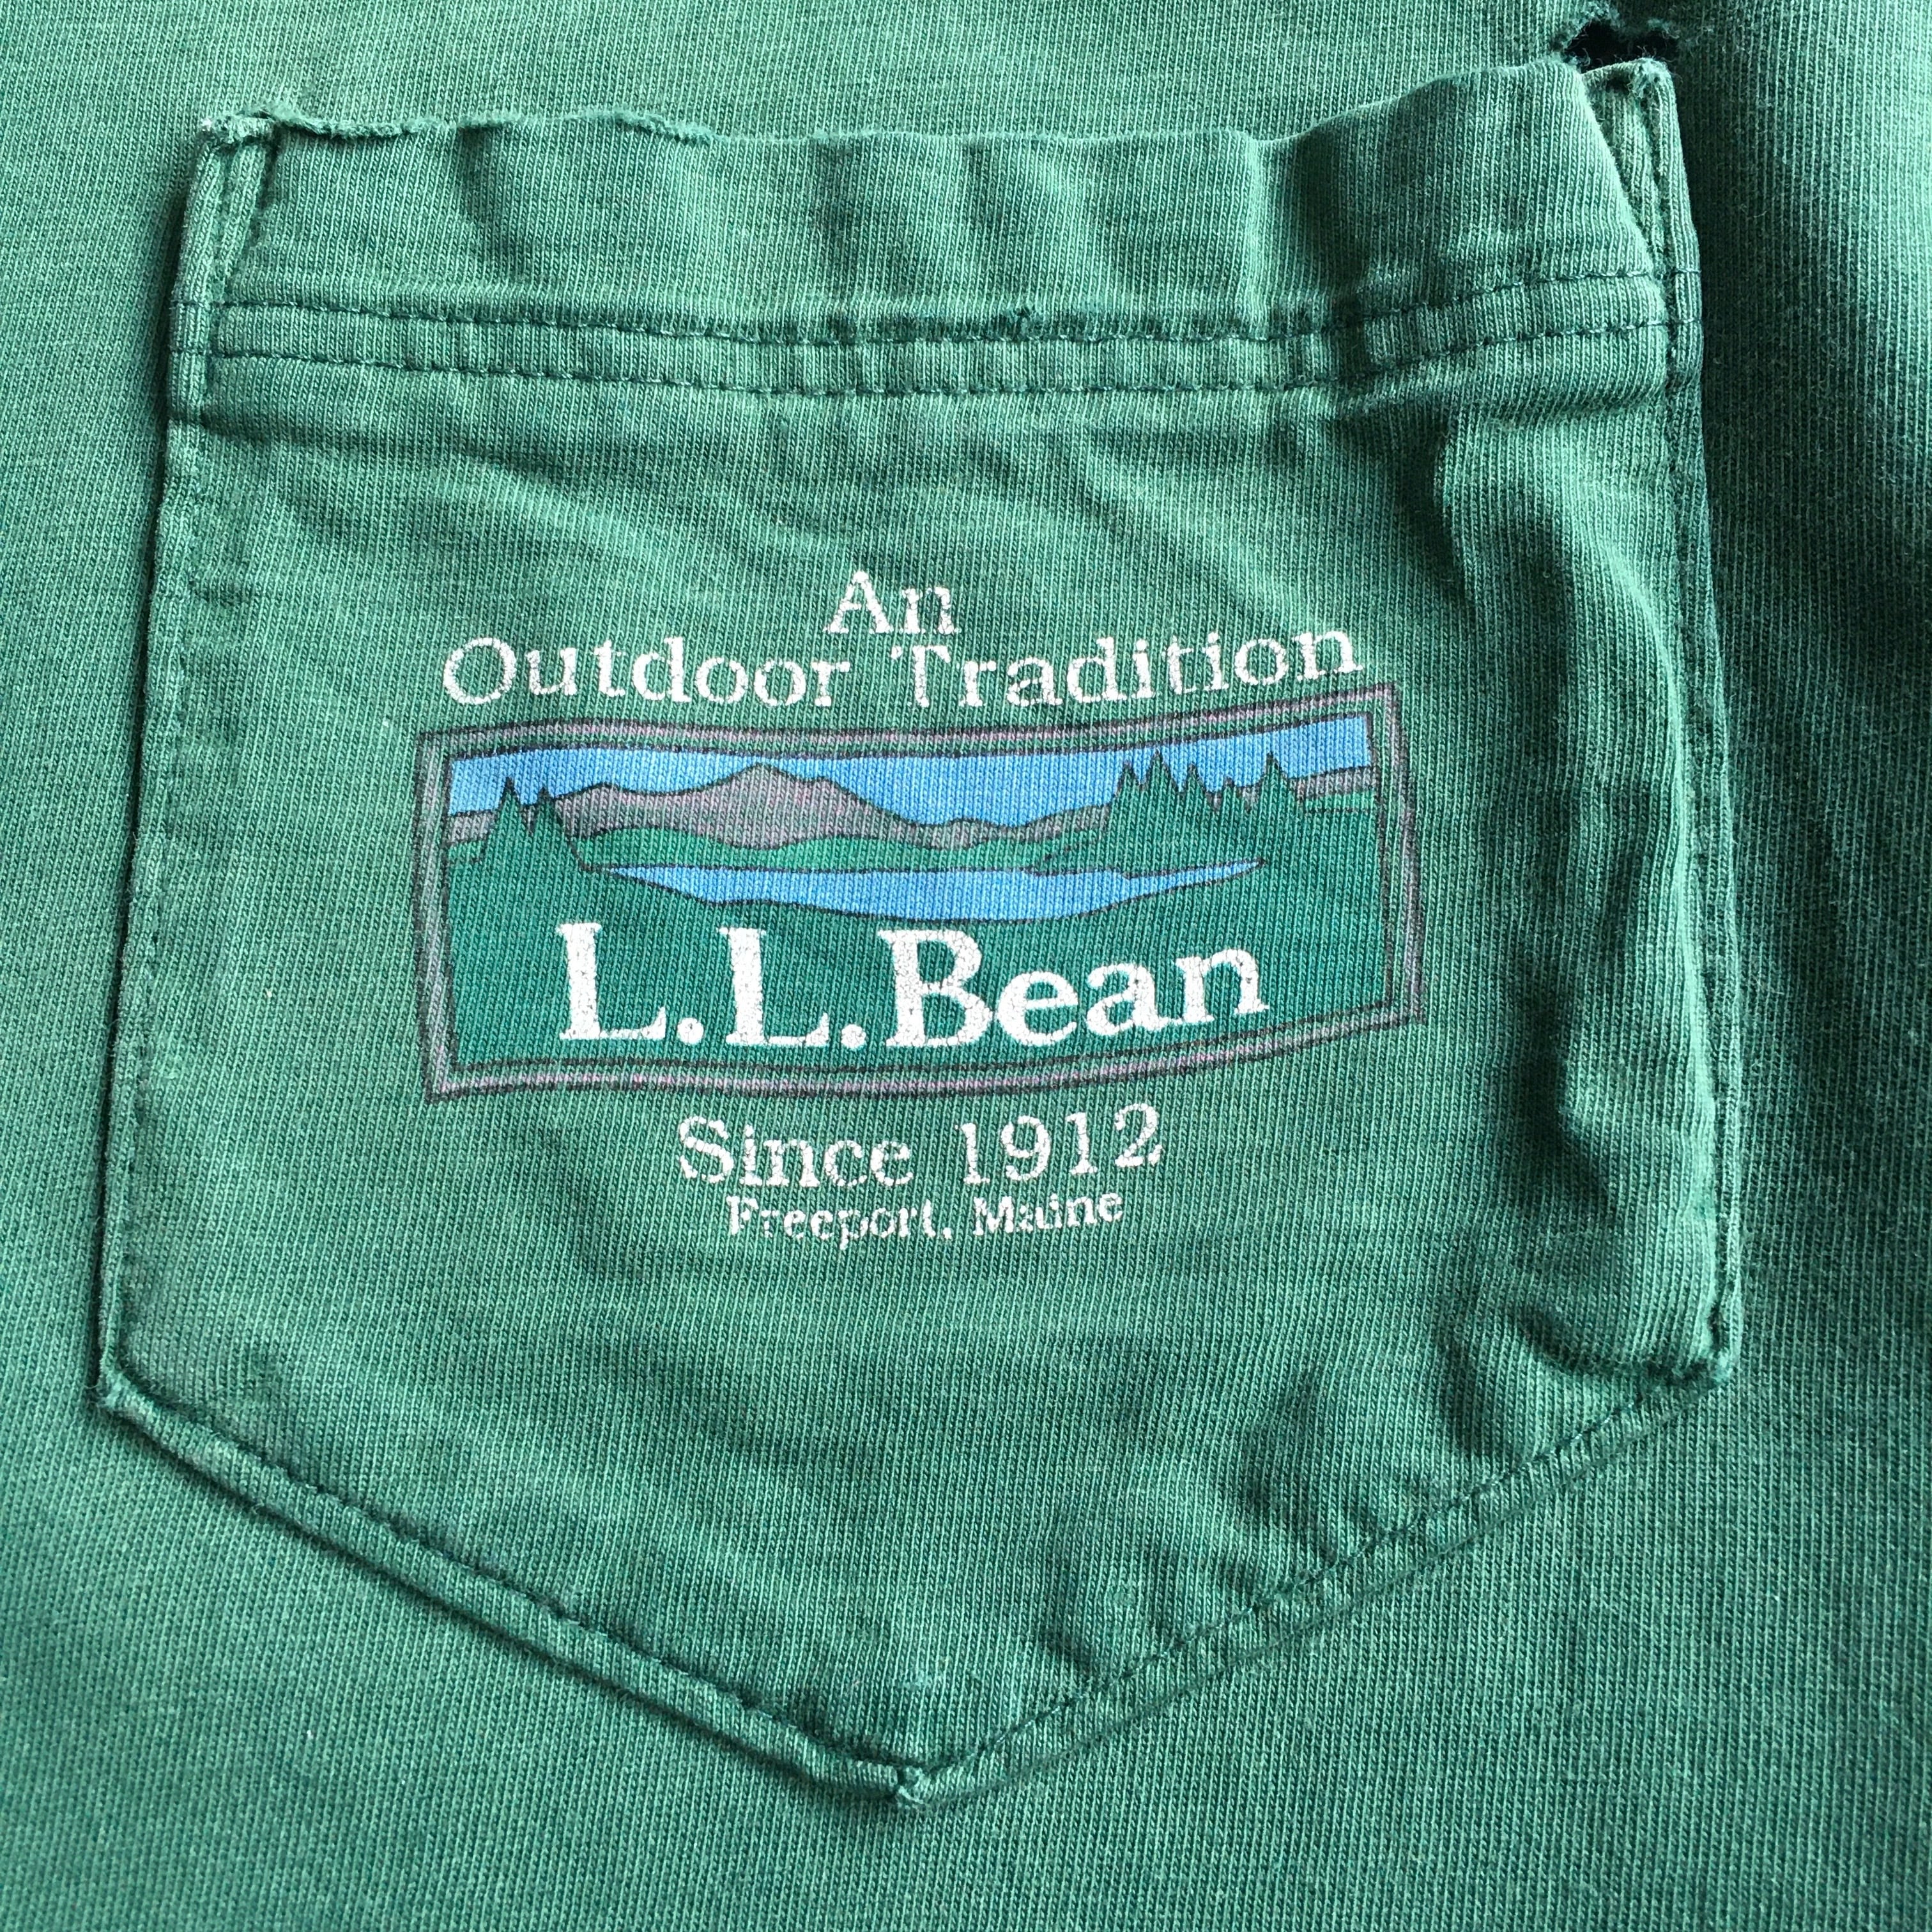 An
Outdoor Tradition
L.L.Bean
Since 1912
Freeport, Maine